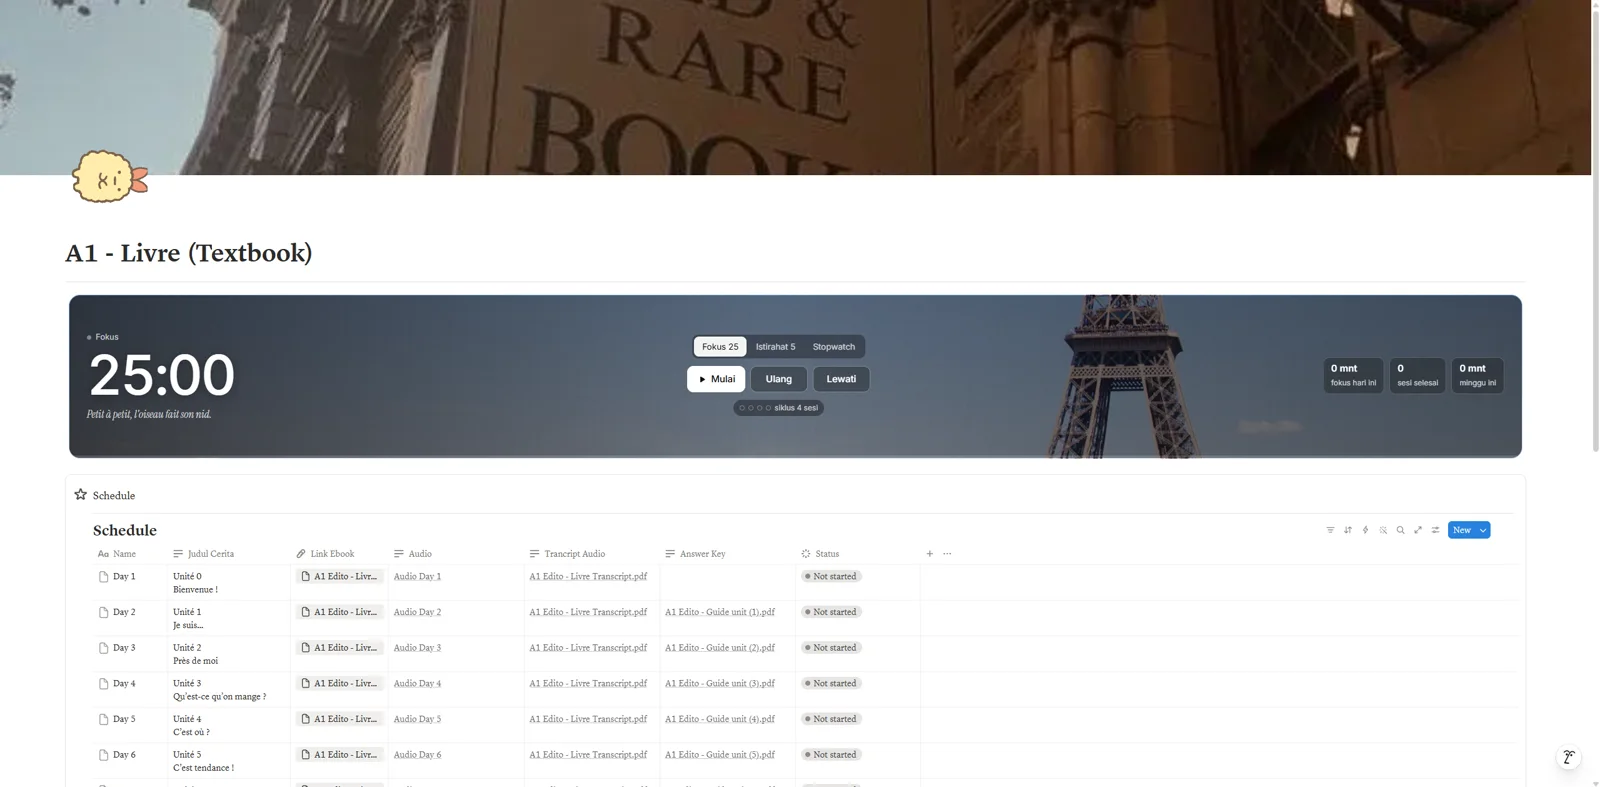 D &
RARE
BOOK
A1 - Livre (Textbook)
Fokus
25:00
Petit à petit, l'oiseau fait son nid.
Fokus 25 Istirahat 5 Stopwatch
Mulai Ulang Lewati
siklus 4 sesi
0 mnt 0 0 mnt
fokus hari ini sesi selesai minggu ini
Schedule
Schedule
New
Aa Name Judul Cerita Link Ebook Audio Trancript Audio Answer Key Status
Day 1 Unité 0 A1 Edito - Livr... Audio Day 1 A1 Edito - Livre Transcript.pdf Not started
Bienvenue !
Day 2 Unité 1 A1 Edito - Livr... Audio Day 2 A1 Edito - Livre Transcript.pdf A1 Edito - Guide unit (1).pdf Not started
Je suis...
Day 3 Unité 2 A1 Edito - Livr... Audio Day 3 A1 Edito - Livre Transcript.pdf A1 Edito - Guide unit (2).pdf Not started
Près de moi
Day 4 Unité 3 A1 Edito - Livr... Audio Day 4 A1 Edito - Livre Transcript.pdf A1 Edito - Guide unit (3).pdf Not started
Qu'est-ce qu'on mange ?
Day 5 Unité 4 A1 Edito - Livr... Audio Day 5 A1 Edito - Livre Transcript.pdf A1 Edito - Guide unit (4).pdf Not started
C'est où ?
Day 6 Unité 5 A1 Edito - Livr... Audio Day 6 A1 Edito - Livre Transcript.pdf A1 Edito - Guide unit (5).pdf Not started
C'est tendance !